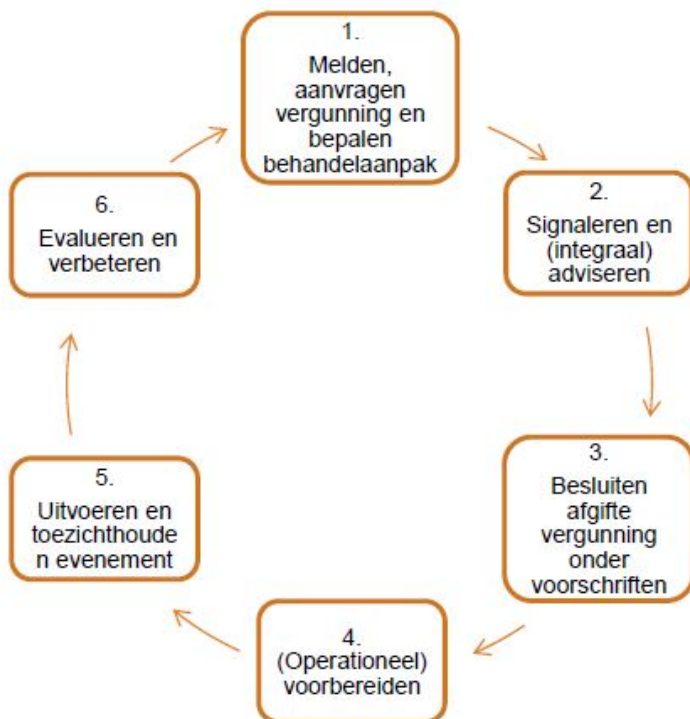 1.
Melden,
aanvragen
vergunning en
bepalen
behandelaanpak
2.
Signaleren en
(integraal)
adviseren
3.
Besluiten
afgifte
vergunning
onder
voorschriften
4.
(Operationeel)
voorbereiden
5.
Uitvoeren en
toezichthoude
n evenement
6.
Evalueren en
verbeteren